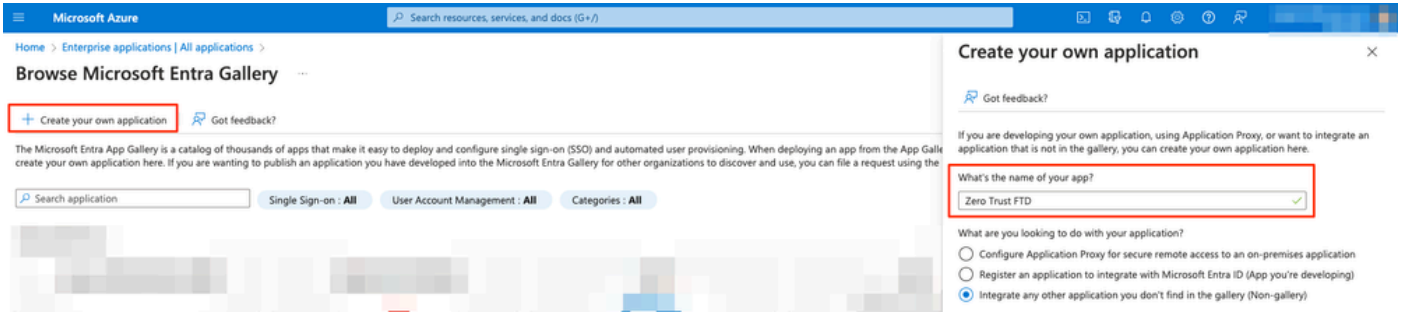 Microsoft Azure
Search resources, services, and docs (G+/)
Home > Enterprise applications | All applications >
Browse Microsoft Entra Gallery ...
+ Create your own application
Got feedback?
The Microsoft Entra App Gallery is a catalog of thousands of apps that make it easy to deploy and configure single sign-on (SSO) and automated user provisioning. When deploying an app from the App Galle
create your own application here. If you are wanting to publish an application you have developed into the Microsoft Entra Gallery for other organizations to discover and use, you can file a request using the
Search application
Single Sign-on : All
User Account Management : All
Categories : All
Create your own application
Got feedback?
If you are developing your own application, using Application Proxy, or want to integrate an
application that is not in the gallery, you can create your own application here.
What's the name of your app?
Zero Trust FTD
What are you looking to do with your application?
Configure Application Proxy for secure remote access to an on-premises application
Register an application to integrate with Microsoft Entra ID (App you're developing)
Integrate any other application you don't find in the gallery (Non-gallery)